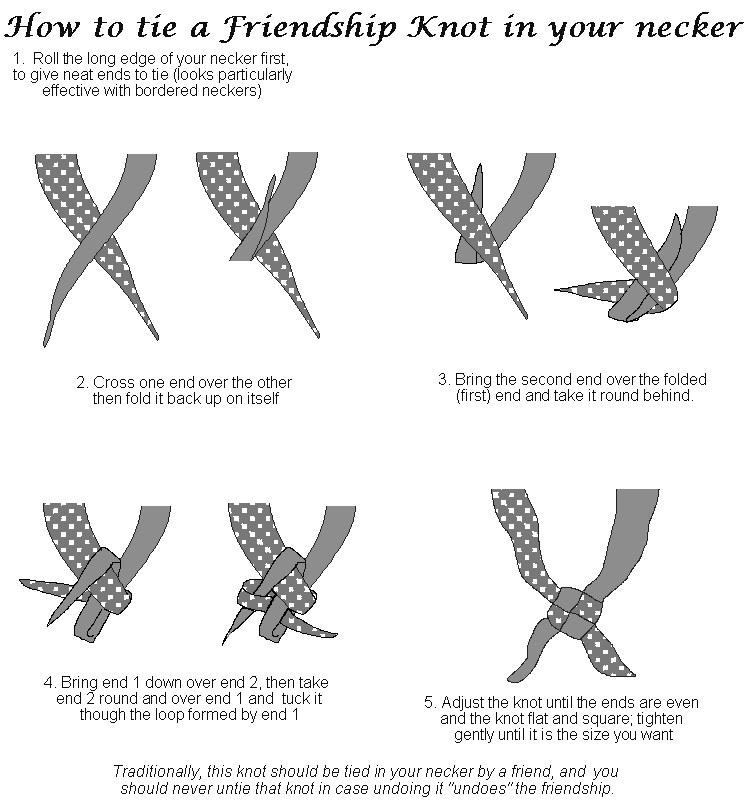 How to tie a Friendship Knot in your necker
1. Roll the long edge of your necker first,
to give neat ends to tie (looks particularly
effective with bordered neckers)
2. Cross one end over the other
then fold it back up on itself
3. Bring the second end over the folded
(first) end and take it round behind.
4. Bring end 1 down over end 2, then take
end 2 round and over end 1 and tuck it
though the loop formed by end 1
5. Adjust the knot until the ends are even
and the knot flat and square; tighten
gently until it is the size you want
Traditionally, this knot should be tied in your necker by a friend, and you
should never untie that knot in case undoing it "undoes" the friendship.